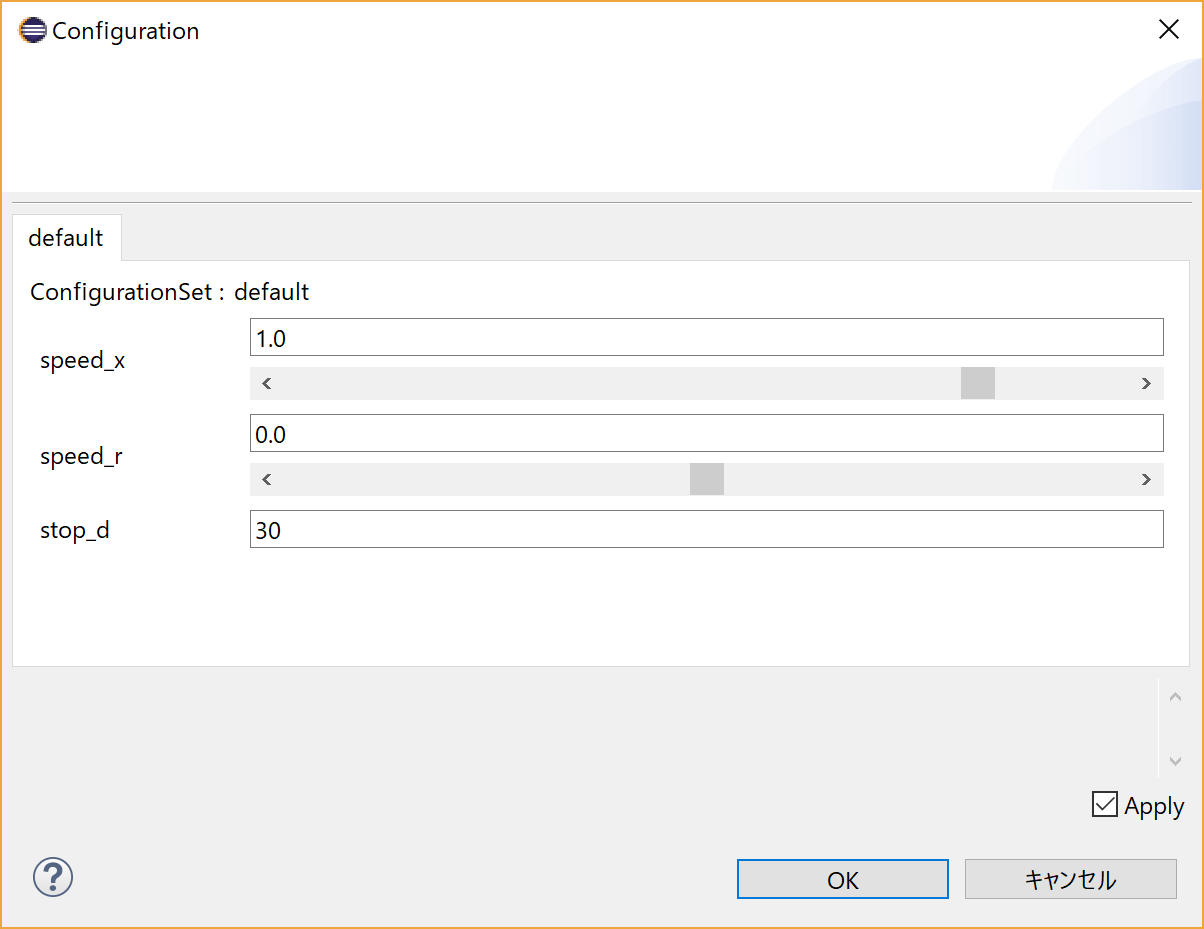 Configuration
default
ConfigurationSet : default
1.0
speed_x
0.0
speed_r
stop_d 30
Apply
OK キャンセル